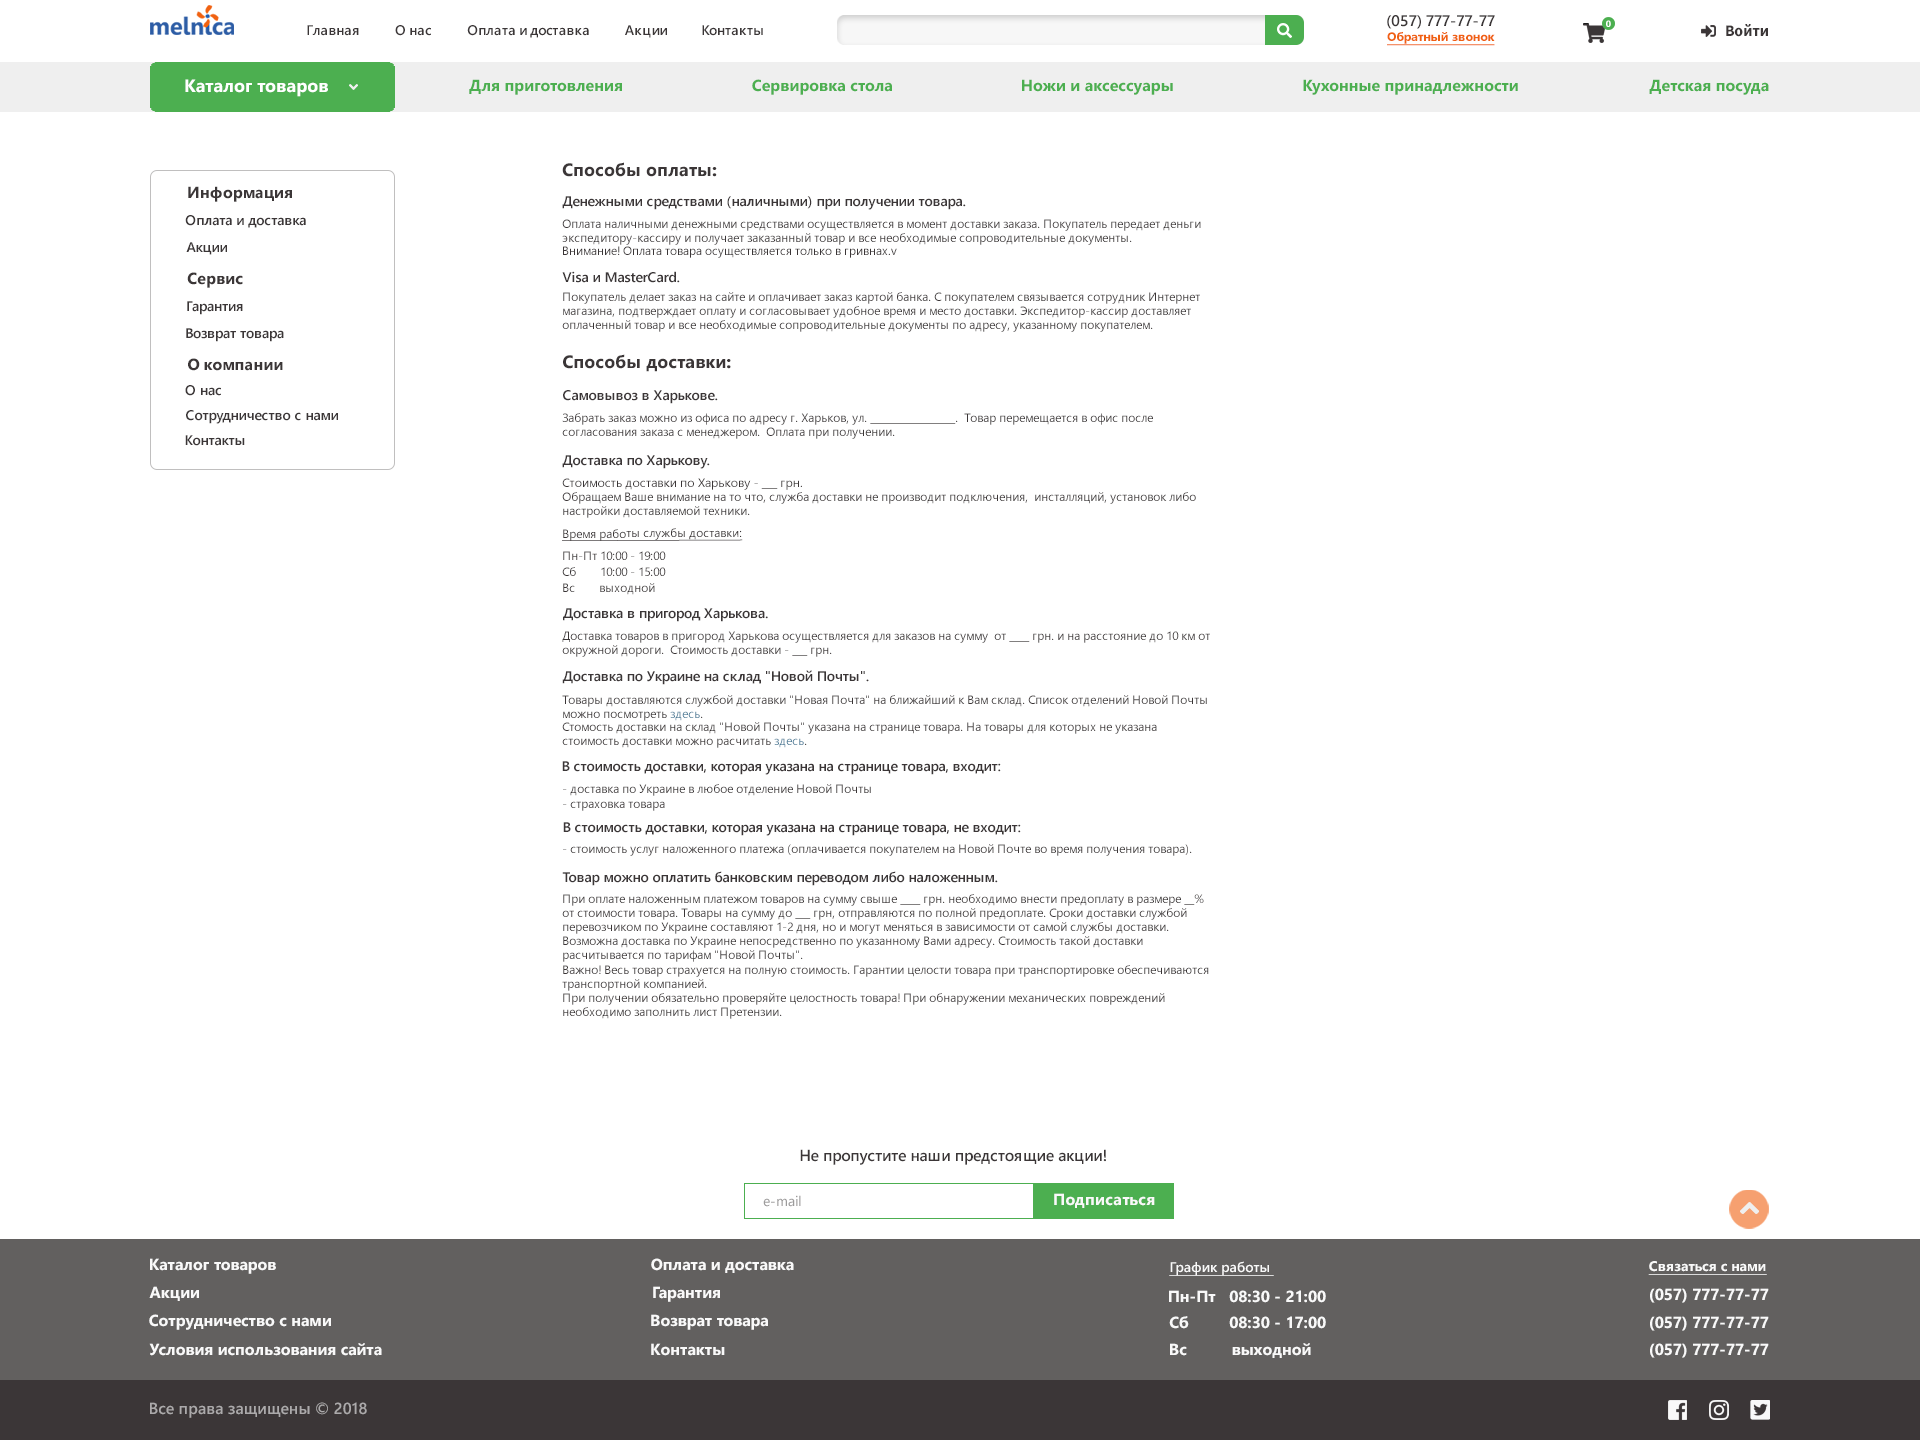 melnica
Главная О нас Оплата и доставка Акции Контакты
(057) 777-77-77
Обратный звонок
0
Войти
Каталог товаров Для приготовления Сервировка стола Ножи и аксессуары Кухонные принадлежности Детская посуда
Информация
Оплата и доставка
Акции
Сервис
Гарантия
Возврат товара
О компании
О нас
Сотрудничество с нами
Контакты
Способы оплаты:
Денежными средствами (наличными) при получении товара.
Оплата наличными денежными средствами осуществляется в момент доставки заказа. Покупатель передает деньги
экспедитору-кассиру и получает заказанный товар и все необходимые сопроводительные документы.
Внимание! Оплата товара осуществляется только в гривнах.v
Visa и MasterCard.
Покупатель делает заказ на сайте и оплачивает заказ картой банка. С покупателем связывается сотрудник Интернет
магазина, подтверждает оплату и согласовывает удобное время и место доставки. Экспедитор-кассир доставляет
оплаченный товар и все необходимые сопроводительные документы по адресу, указанному покупателем.
Способы доставки:
Самовывоз в Харькове.
Забрать заказ можно из офиса по адресу г. Харьков, ул. _________________. Товар перемещается в офис после
согласования заказа с менеджером. Оплата при получении.
Доставка по Харькову.
Стоимость доставки по Харькову - ___ грн.
Обращаем Ваше внимание на то что, служба доставки не производит подключения, инсталляций, установок либо
настройки доставляемой техники.
Время работы службы доставки:
Пн-Пт 10:00 - 19:00
Сб 10:00 - 15:00
Вс выходной
Доставка в пригород Харькова.
Доставка товаров в пригород Харькова осуществляется для заказов на сумму от ____ грн. и на расстояние до 10 км от
окружной дороги. Стоимость доставки - ___ грн.
Доставка по Украине на склад "Новой Почты".
Товары доставляются службой доставки "Новая Почта" на ближайший к Вам склад. Список отделений Новой Почты
можно посмотреть здесь.
Стомость доставки на склад "Новой Почты" указана на странице товара. На товары для которых не указана
стоимость доставки можно расчитать здесь.
В стоимость доставки, которая указана на странице товара, входит:
- доставка по Украине в любое отделение Новой Почты
- страховка товара
В стоимость доставки, которая указана на странице товара, не входит:
- стоимость услуг наложенного платежа (оплачивается покупателем на Новой Почте во время получения товара).
Товар можно оплатить банковским переводом либо наложенным.
При оплате наложенным платежом товаров на сумму свыше ____ грн. необходимо внести предоплату в размере __%
от стоимости товара. Товары на сумму до ___ грн, отправляются по полной предоплате. Сроки доставки службой
перевозчиком по Украине составляют 1-2 дня, но и могут меняться в зависимости от самой службы доставки.
Возможна доставка по Украине непосредственно по указанному Вами адресу. Стоимость такой доставки
расчитывается по тарифам "Новой Почты".
Важно! Весь товар страхуется на полную стоимость. Гарантии целости товара при транспортировке обеспечиваются
транспортной компанией.
При получении обязательно проверяйте целостность товара! При обнаружении механических повреждений
необходимо заполнить лист Претензии.
Не пропустите наши предстоящие акции!
e-mail Подписаться
Каталог товаров
Акции
Сотрудничество с нами
Условия использования сайта
Оплата и доставка
Гарантия
Возврат товара
Контакты
График работы
Пн-Пт 08:30 - 21:00
Сб 08:30 - 17:00
Вс выходной
Связаться с нами
(057) 777-77-77
(057) 777-77-77
(057) 777-77-77
Все права защищены © 2018